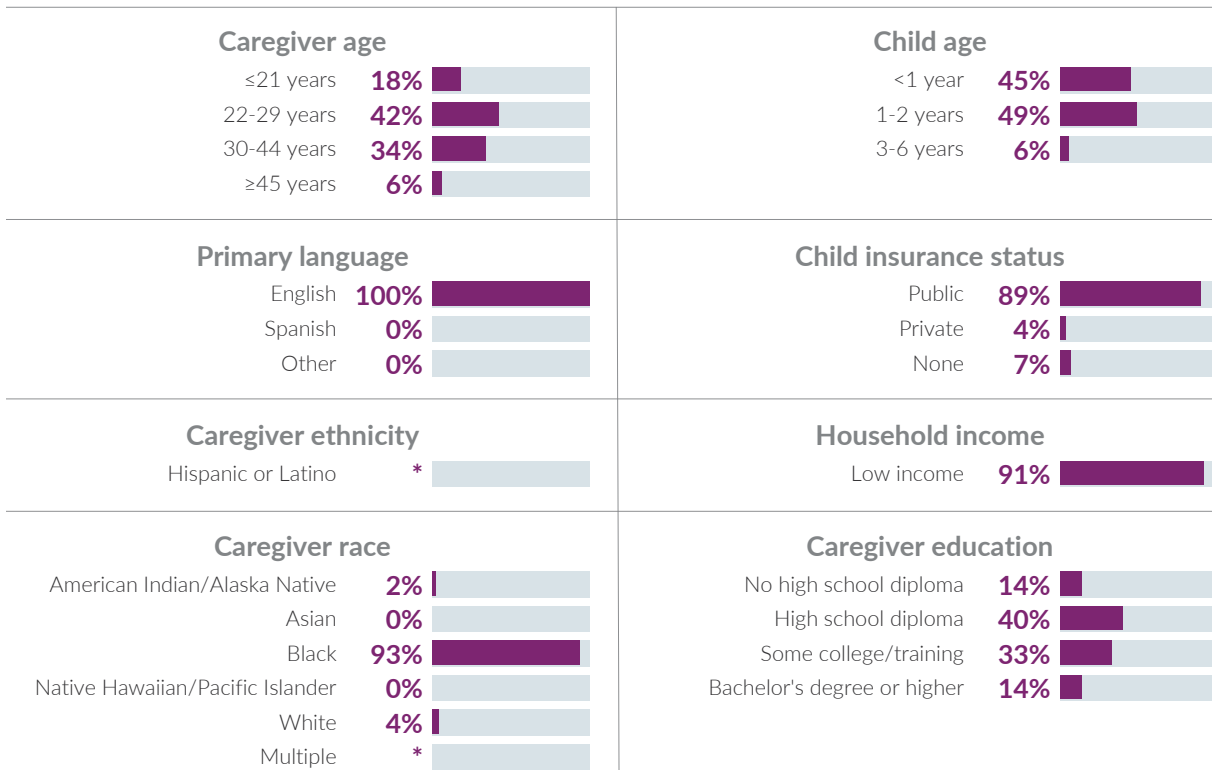 Caregiver age
≤21 years 18%
22-29 years 42%
30-44 years 34%
≥45 years 6%
Child age
<1 year 45%
1-2 years 49%
3-6 years 6%
Primary language
English 100%
Spanish 0%
Other 0%
Child insurance status
Public 89%
Private 4%
None 7%
Caregiver ethnicity
Hispanic or Latino *
Household income
Low income 91%
Caregiver race
American Indian/Alaska Native 2%
Asian 0%
Black 93%
Native Hawaiian/Pacific Islander 0%
White 4%
Multiple *
Caregiver education
No high school diploma 14%
High school diploma 40%
Some college/training 33%
Bachelor's degree or higher 14%